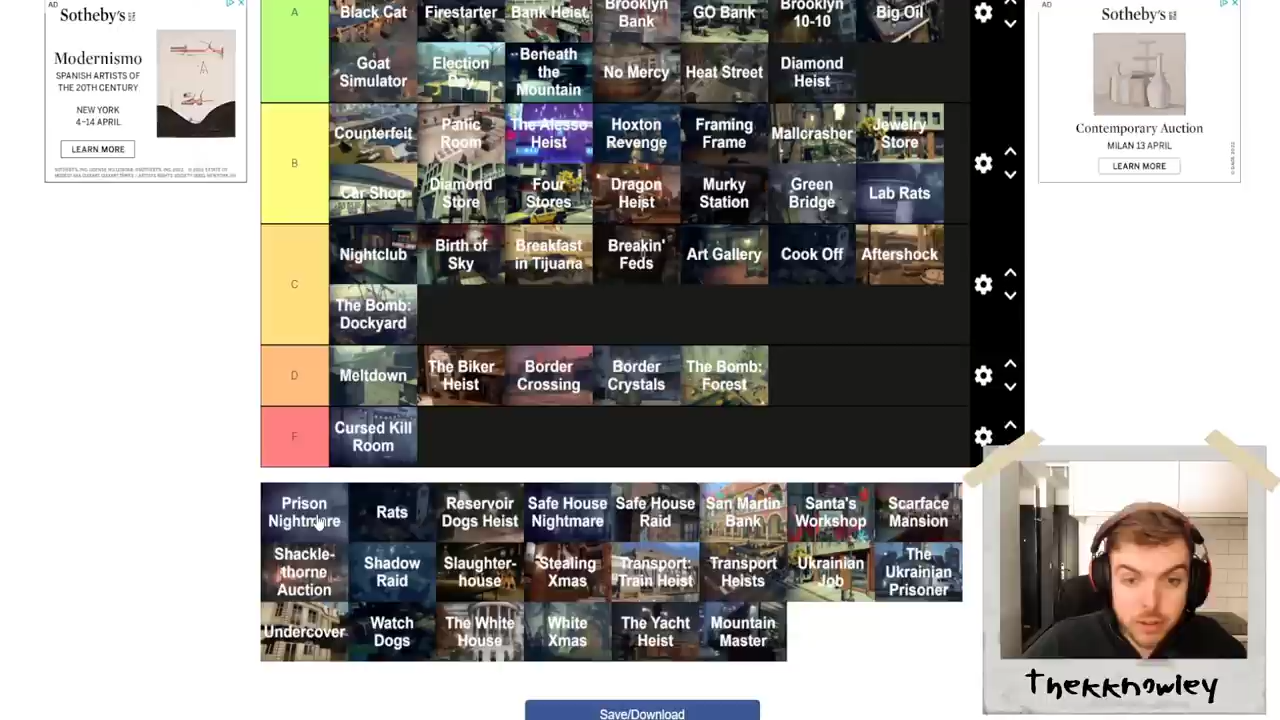 AD
Sotheby's
Modernismo
SPANISH ARTISTS OF
THE 20TH CENTURY
NEW YORK
4–14 APRIL
LEARN MORE
A
Black Cat
Firestarter
Bank Heist
Brooklyn
Bank
GO Bank
Brooklyn
10-10
Big Oil
Goat
Simulator
Election
Day
Beneath
the
Mountain
No Mercy
Heat Street
Diamond
Heist
B
Counterfeit
Panic
Room
The Alesso
Heist
Hoxton
Revenge
Framing
Frame
Mallcrasher
Jewelry
Store
Car Shop
Diamond
Store
Four
Stores
Dragon
Heist
Murky
Station
Green
Bridge
Lab Rats
C
Nightclub
Birth of
Sky
Breakfast
in Tijuana
Breakin'
Feds
Art Gallery
Cook Off
Aftershock
The Bomb:
Dockyard
D
Meltdown
The Biker
Heist
Border
Crossing
Border
Crystals
The Bomb:
Forest
F
Cursed Kill
Room
Prison
Nightmare
Rats
Reservoir
Dogs Heist
Safe House
Nightmare
Safe House
Raid
San Martin
Bank
Santa's
Workshop
Scarface
Mansion
Shackle-
thorne
Auction
Shadow
Raid
Slaughter-
house
Stealing
Xmas
Transport:
Train Heist
Transport
Heists
Ukrainian
Job
The
Ukrainian
Prisoner
Undercover
Watch
Dogs
The White
House
White
Xmas
The Yacht
Heist
Mountain
Master
Save/Download
AD
Sotheby's
Contemporary Auction
MILAN 13 APRIL
LEARN MORE
Thekknowley